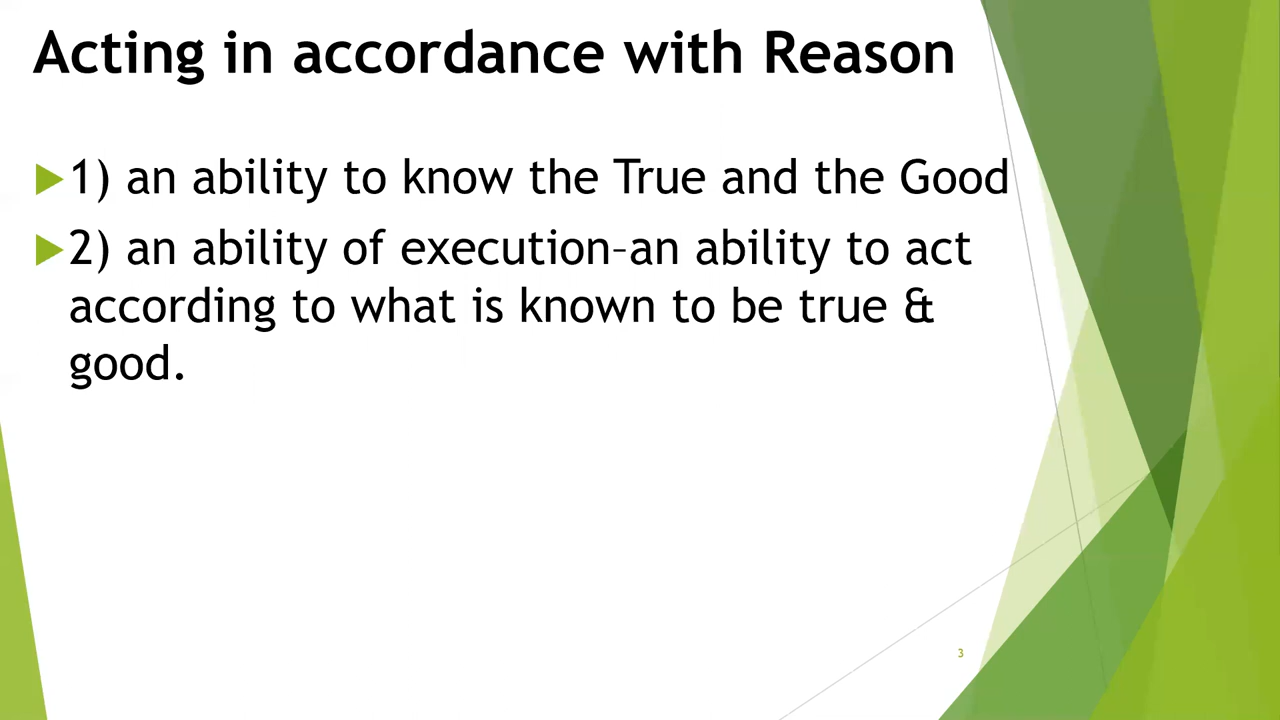 Acting in accordance with Reason
1) an ability to know the True and the Good
2) an ability of execution–an ability to act
according to what is known to be true &
good.
3